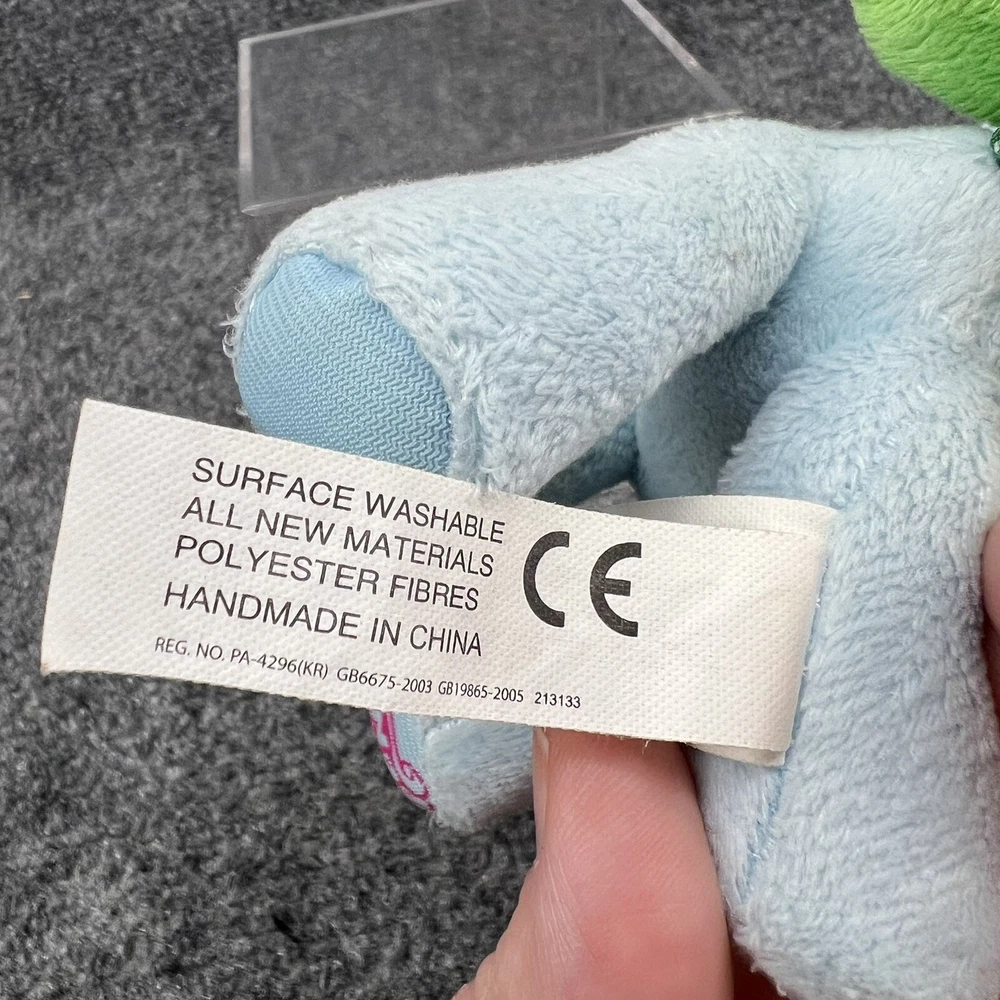 SURFACE WASHABLE
ALL NEW MATERIALS
POLYESTER FIBRES
HANDMADE IN CHINA
CE
REG. NO. PA-4296(KR) GB6675-2003 GB19865-2005 213133